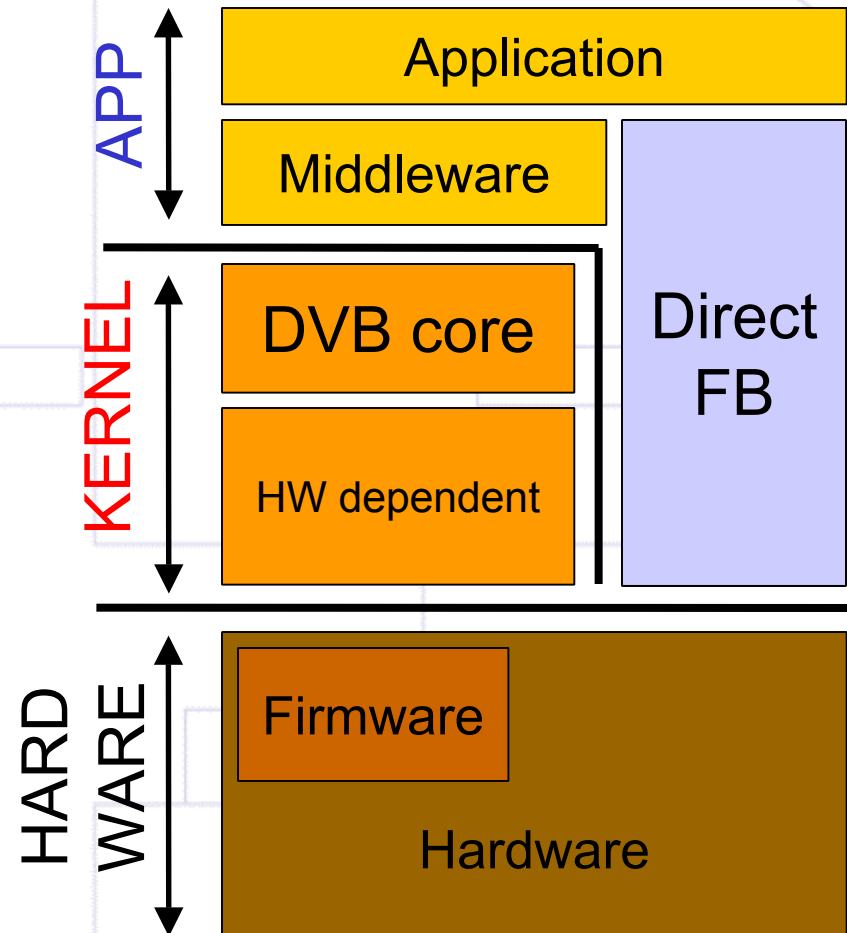 APP
Application
Middleware
Direct
FB
KERNEL
DVB core
HW dependent
HARD
WARE
Firmware
Hardware